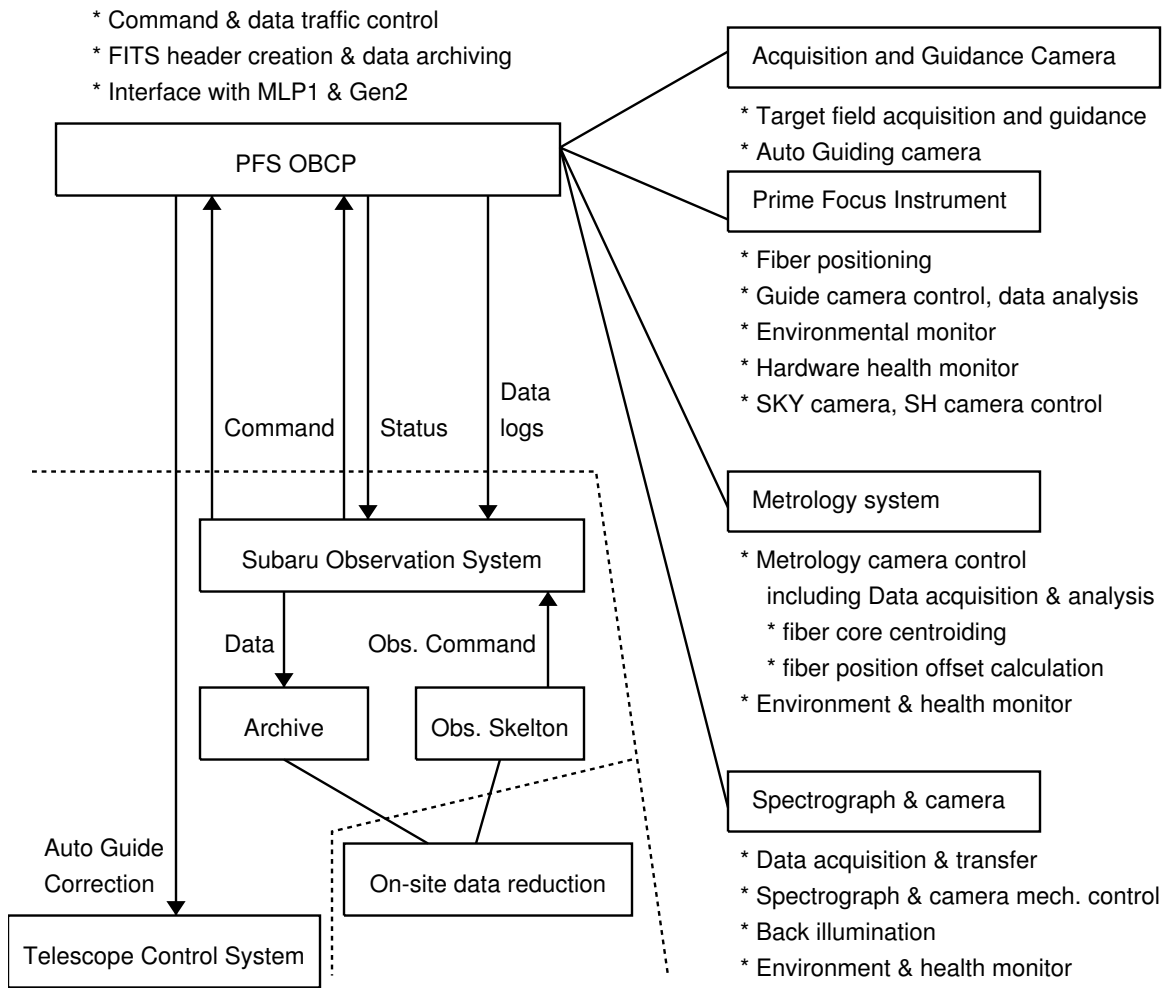 * Command & data traffic control
* FITS header creation & data archiving
* Interface with MLP1 & Gen2
PFS OBCP
Command
Status
Data
logs
Subaru Observation System
Data
Obs. Command
Archive
Obs. Skelton
Auto Guide
Correction
On-site data reduction
Telescope Control System
Acquisition and Guidance Camera
* Target field acquisition and guidance
* Auto Guiding camera
Prime Focus Instrument
* Fiber positioning
* Guide camera control, data analysis
* Environmental monitor
* Hardware health monitor
* SKY camera, SH camera control
Metrology system
* Metrology camera control
including Data acquisition & analysis
* fiber core centroiding
* fiber position offset calculation
* Environment & health monitor
Spectrograph & camera
* Data acquisition & transfer
* Spectrograph & camera mech. control
* Back illumination
* Environment & health monitor